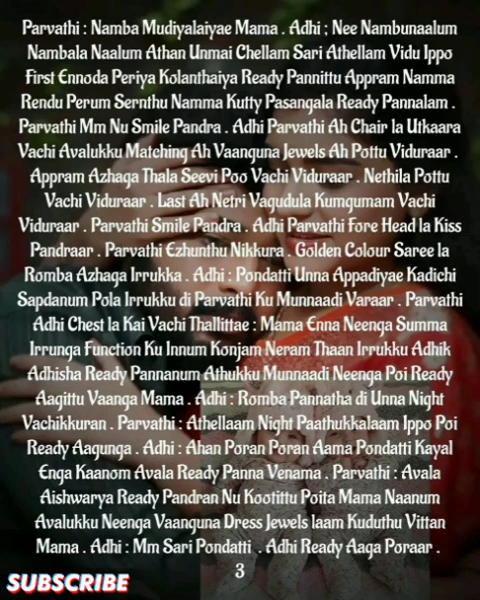 Parvathi : Namba Mudiyalaiyae Mama . Adhi ; Nee Nambunaalum
Nambala Naalum Athan Unmai Chellam Sari Athellam Vidu Ippo
First Ennoda Periya Kolanthaiya Ready Pannittu Appram Namma
Rendu Perum Sernthu Namma Kutty Pasangala Ready Pannalam .
Parvathi Mm Nu Smile Pandra . Adhi Parvathi Ah Chair la Utkaara
Vachi Avalukku Matching Ah Vaanguna Jewels Ah Pottu Viduraar .
Appram Azhaga Thala Seevi Poo Vachi Viduraar . Nethila Pottu
Vachi Viduraar . Last Ah Netri Vagudula Kumgumam Vachi
Viduraar . Parvathi Smile Pandra . Adhi Parvathi Fore Head la Kiss
Pandraar . Parvathi Ezhunthu Nikkura . Golden Colour Saree la
Romba Azhaga Irrukka . Adhi : Pondatti Unna Appadiyae Kadichi
Sapdanum Pola Irrukku di Parvathi Ku Munnaadi Varaar . Parvathi
Adhi Chest la Kai Vachi Thallittae : Mama Enna Neenga Summa
Irrunga Function Ku Innum Konjam Neram Thaan Irrukku Adhik
Adhisha Ready Pannanum Athukku Munnaadi Neenga Poi Ready
Aagittu Vaanga Mama . Adhi : Romba Pannatha di Unna Night
Vachikkuran . Parvathi : Athellaam Night Paathukkalaam Ippo Poi
Ready Aagunga . Adhi : Ahan Poran Poran Aama Pondatti Kayal
Enga Kaanom Avala Ready Panna Venama . Parvathi : Avala
Aishwarya Ready Pandran Nu Kootittu Poita Mama Naanum
Avalukku Neenga Vaanguna Dress Jewels laam Kuduthu Vittan
Mama . Adhi : Mm Sari Pondatti . Adhi Ready Aaga Poraar .
SUBSCRIBE
3